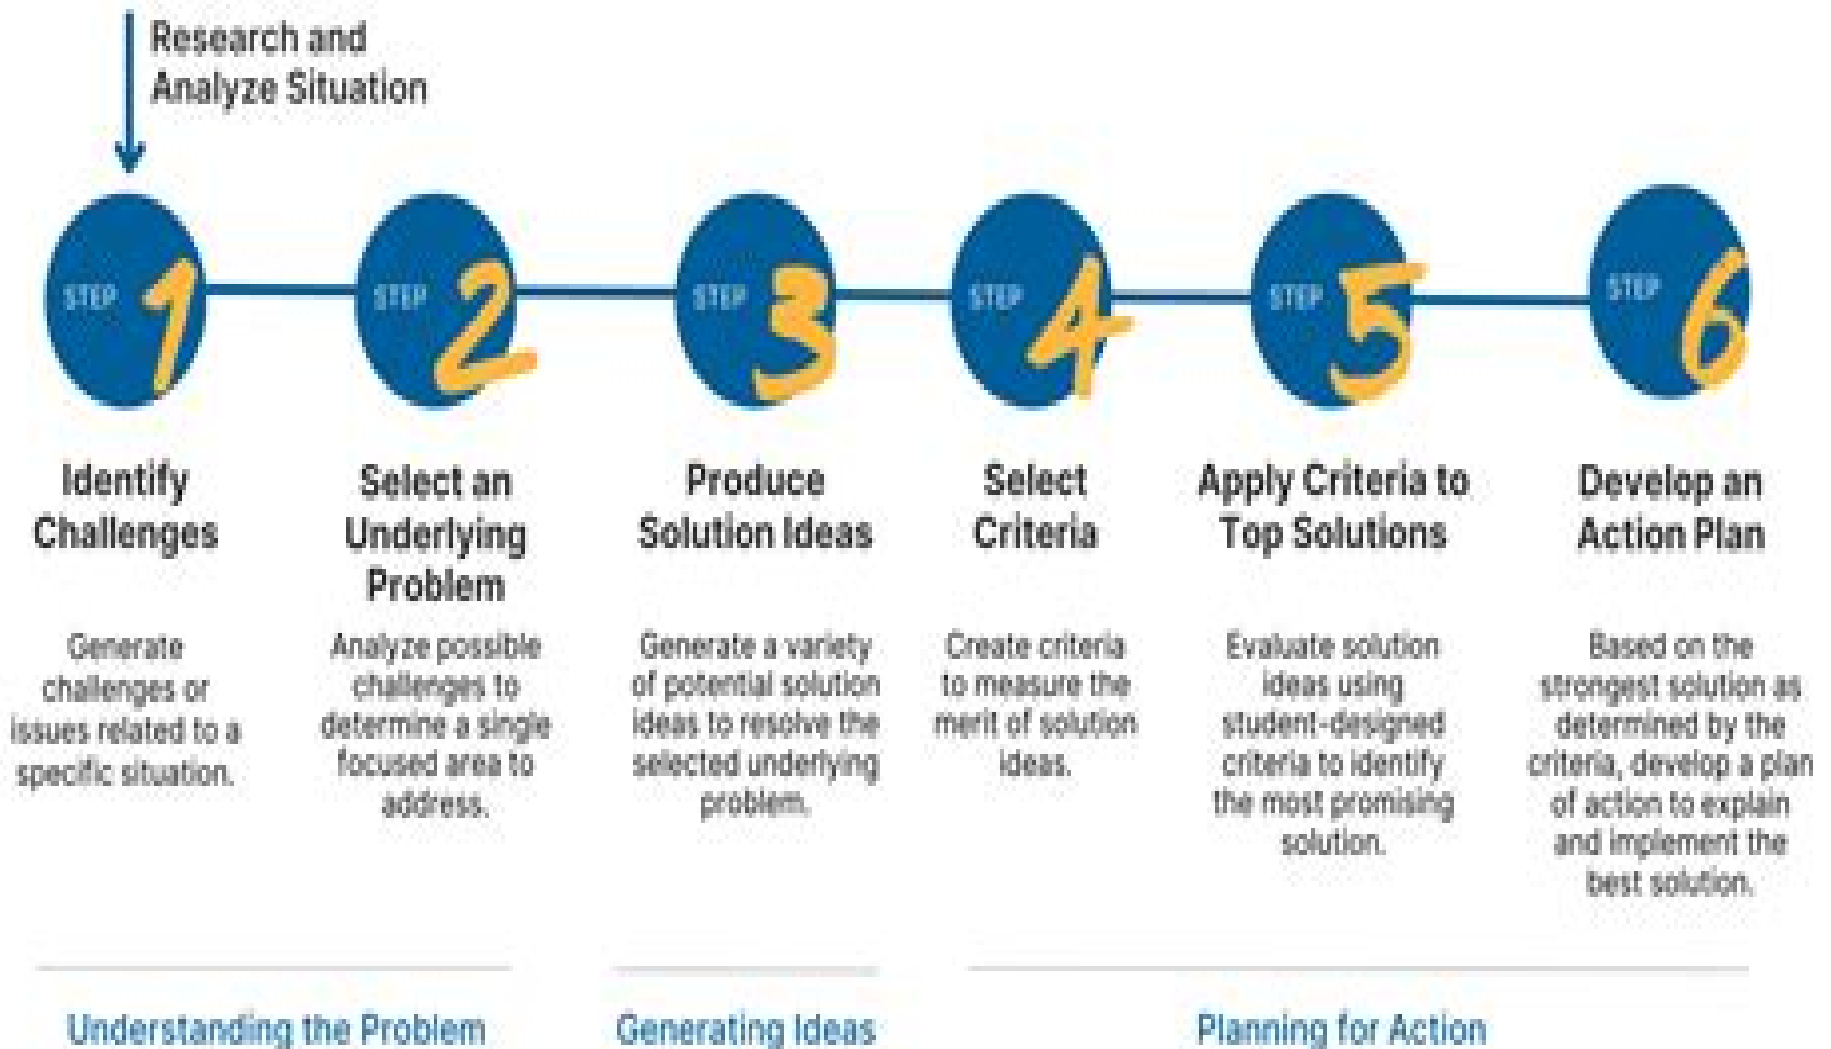 Research and
Analyze Situation
STEP 1
STEP 2
STEP 3
STEP 4
STEP 5
STEP 6
Identify
Challenges
Generate
challenges or
issues related to a
specific situation.
Select an
Underlying
Problem
Analyze possible
challenges to
determine a single
focused area to
address.
Produce
Solution Ideas
Generate a variety
of potential solution
ideas to resolve the
selected underlying
problem.
Select
Criteria
Create criteria
to measure the
merit of solution
ideas.
Apply Criteria to
Top Solutions
Evaluate solution
ideas using
student-designed
criteria to identify
the most promising
solution.
Develop an
Action Plan
Based on the
strongest solution as
determined by the
criteria, develop a plan
of action to explain
and implement the
best solution.
Understanding the Problem
Generating Ideas
Planning for Action